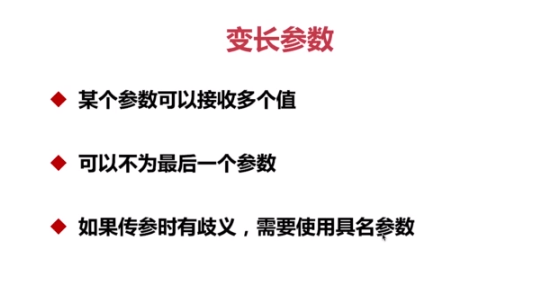 变长参数
某个参数可以接收多个值
可以不为最后一个参数
如果传参时有歧义，需要使用具名参数